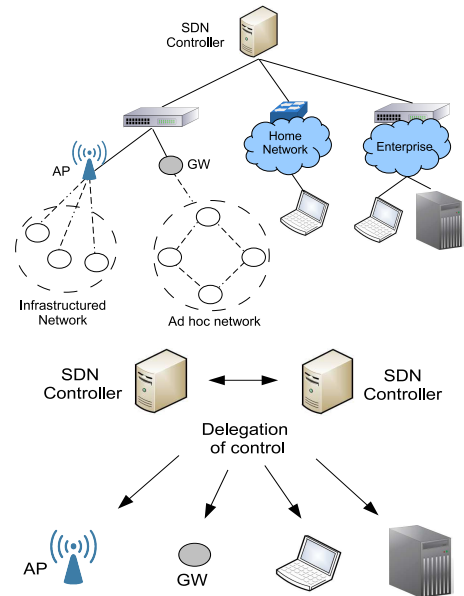 SDN
Controller
Home
Network
Enterprise
AP
GW
Infrastructured
Network
Ad hoc network
SDN
Controller
SDN
Controller
Delegation
of control
AP
GW